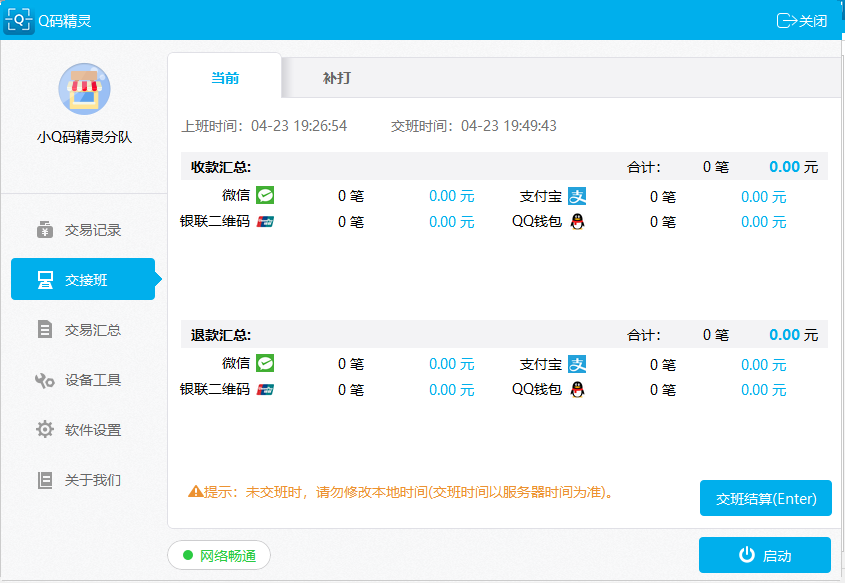 Q码精灵 关闭
小Q码精灵分队
交易记录
交接班
交易汇总
设备工具
软件设置
关于我们
当前 补打
上班时间：04-23 19:26:54 交班时间：04-23 19:49:43
收款汇总: 合计： 0 笔 0.00 元
微信 0 笔 0.00 元 支付宝 支 0 笔 0.00 元
银联二维码 0 笔 0.00 元 QQ钱包 0 笔 0.00 元
退款汇总: 合计： 0 笔 0.00 元
微信 0 笔 0.00 元 支付宝 支 0 笔 0.00 元
银联二维码 0 笔 0.00 元 QQ钱包 0 笔 0.00 元
提示：未交班时，请勿修改本地时间(交班时间以服务器时间为准)。
交班结算(Enter)
网络畅通 启动